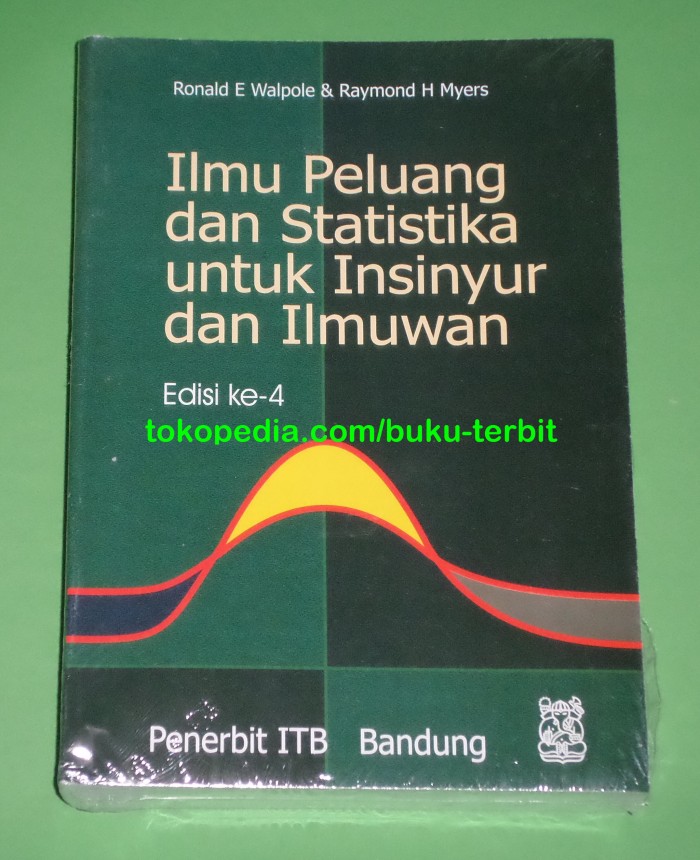 Ronald E Walpole & Raymond H Myers
Ilmu Peluang
dan Statistika
untuk Insinyur
dan Ilmuwan
Edisi ke-4
tokopedia.com/buku-terbit
Penerbit ITB Bandung